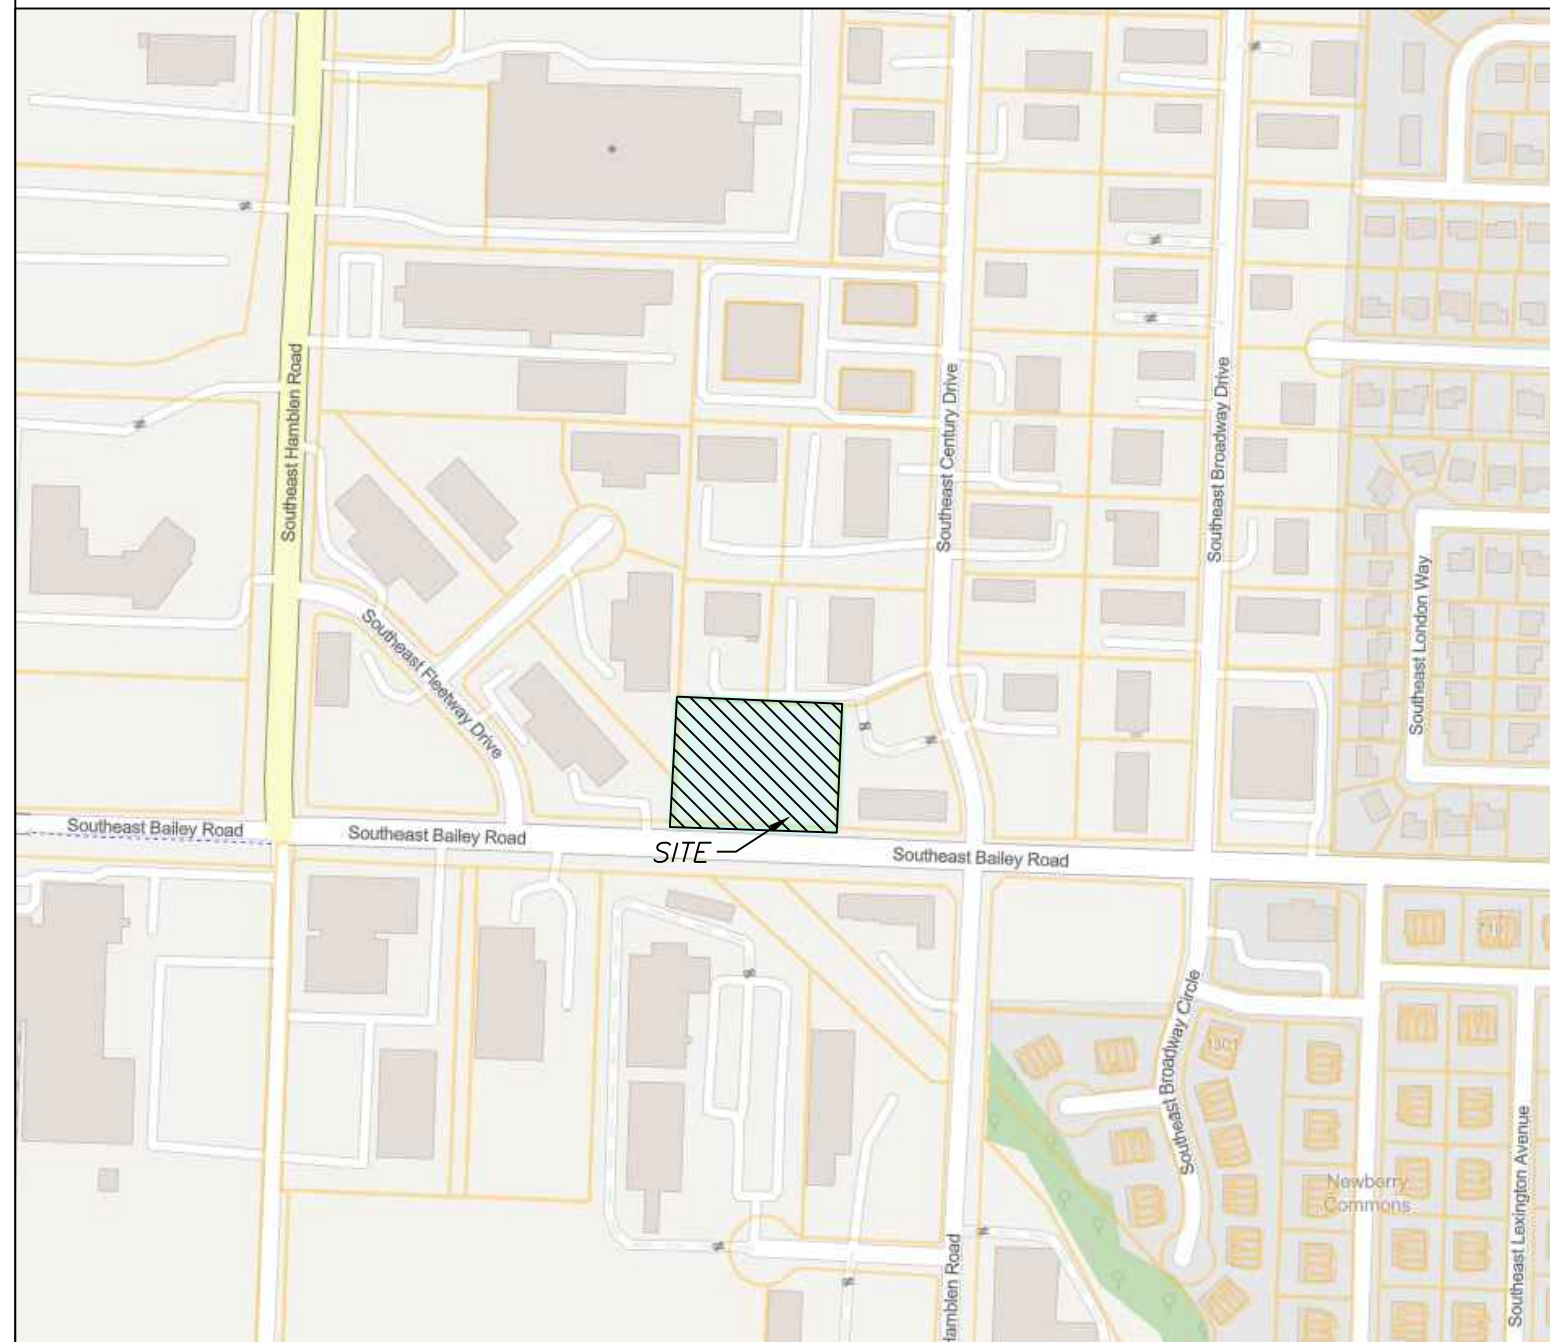 Southeast Hamblen Road
Southeast Century Drive
Southeast Broadway Drive
Southeast London Way
Southeast Fleetway Drive
Southeast Bailey Road
Southeast Bailey Road
SITE
Southeast Bailey Road
710
Southeast Broadway Circle
1301
Newberry
Commons
Southeast Lexington Avenue
Hamblen Road